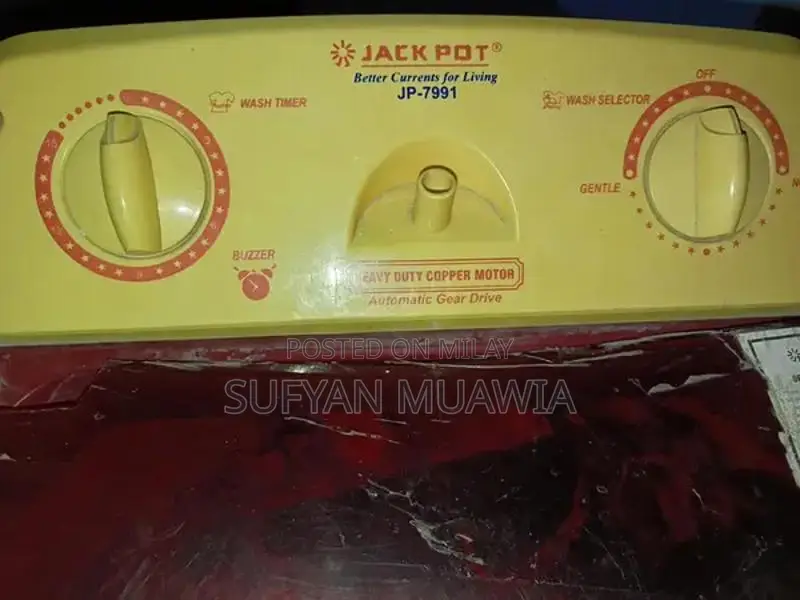 JACK POT®
Better Currents for Living
JP-7991
WASH TIMER
WASH SELECTOR
OFF
GENTLE
BUZZER
HEAVY DUTY COPPER MOTOR
Automatic Gear Drive
POSTED ON MILAY
SUFYAN MUAWIA